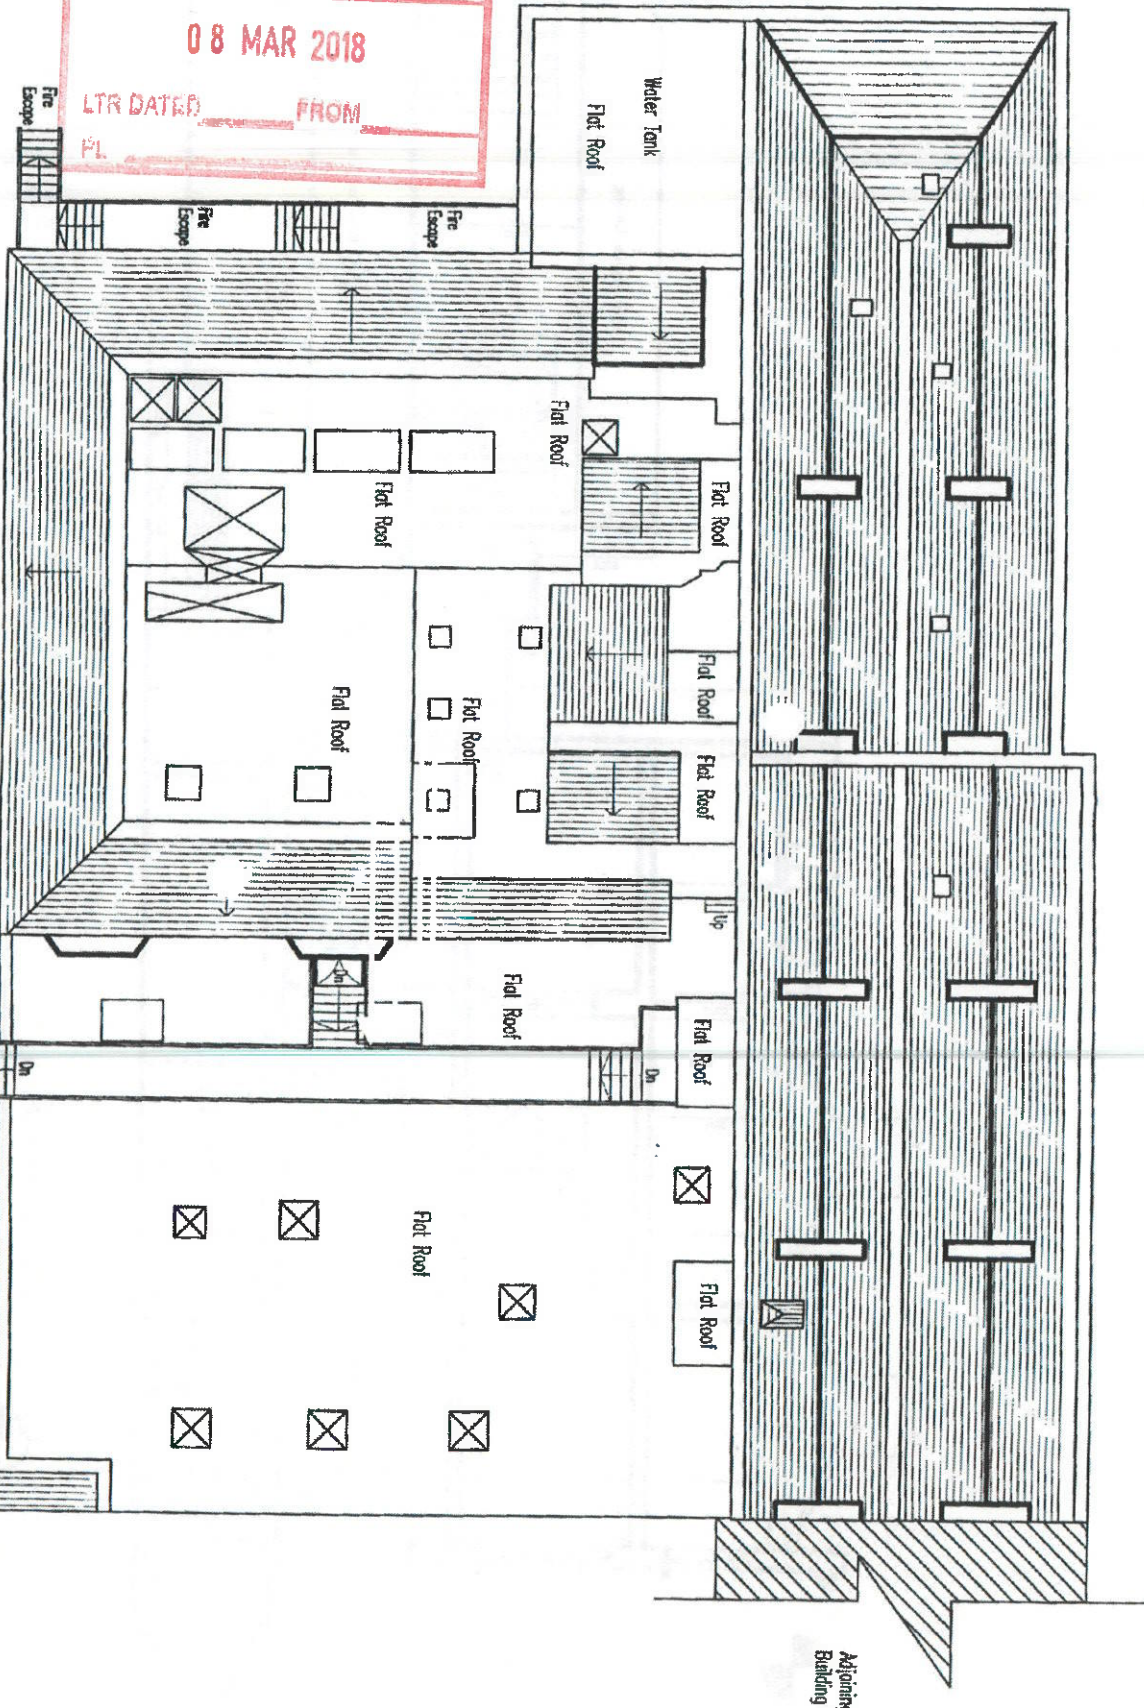 08 MAR 2018
LTR DATED FROM
PL
Fire
Escape
Fire
Escape
Fire
Escape
Water Tank
Flat Roof
Flat Roof
Flat Roof
Flat Roof
Flat Roof
Flat Roof
Flat Roof
Flat Roof
Up
Dn
Flat Roof
Flat Roof
Dn
Dn
Flat Roof
Flat Roof
Adjoining
Building